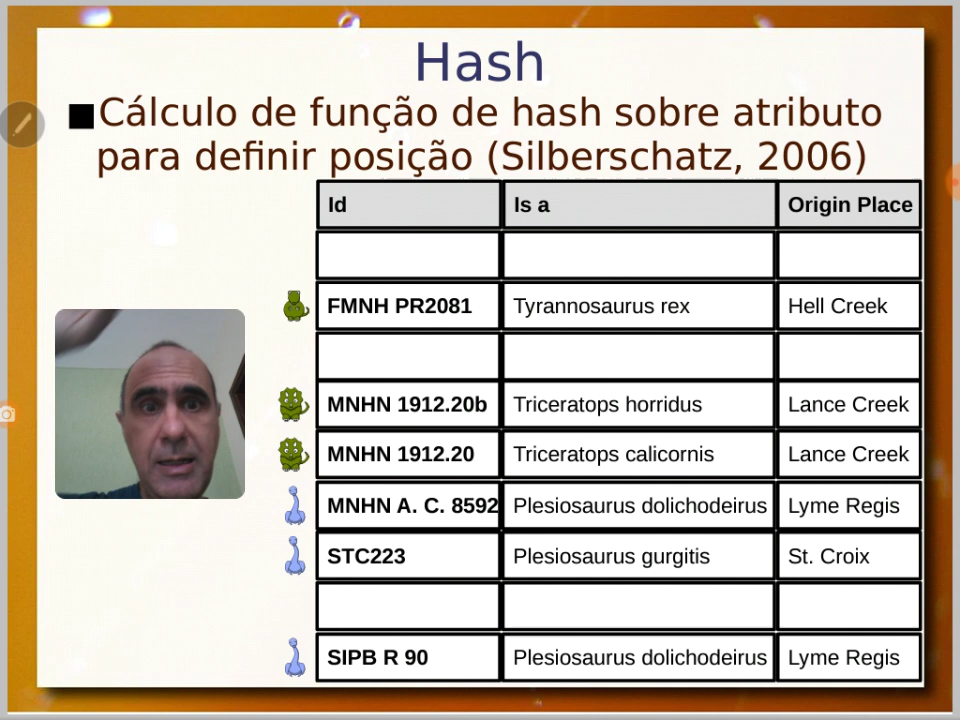 Hash
Cálculo de função de hash sobre atributo
para definir posição (Silberschatz, 2006)
Id Is a Origin Place
FMNH PR2081 Tyrannosaurus rex Hell Creek
MNHN 1912.20b Triceratops horridus Lance Creek
MNHN 1912.20 Triceratops calicornis Lance Creek
MNHN A. C. 8592 Plesiosaurus dolichodeirus Lyme Regis
STC223 Plesiosaurus gurgitis St. Croix
SIPB R 90 Plesiosaurus dolichodeirus Lyme Regis